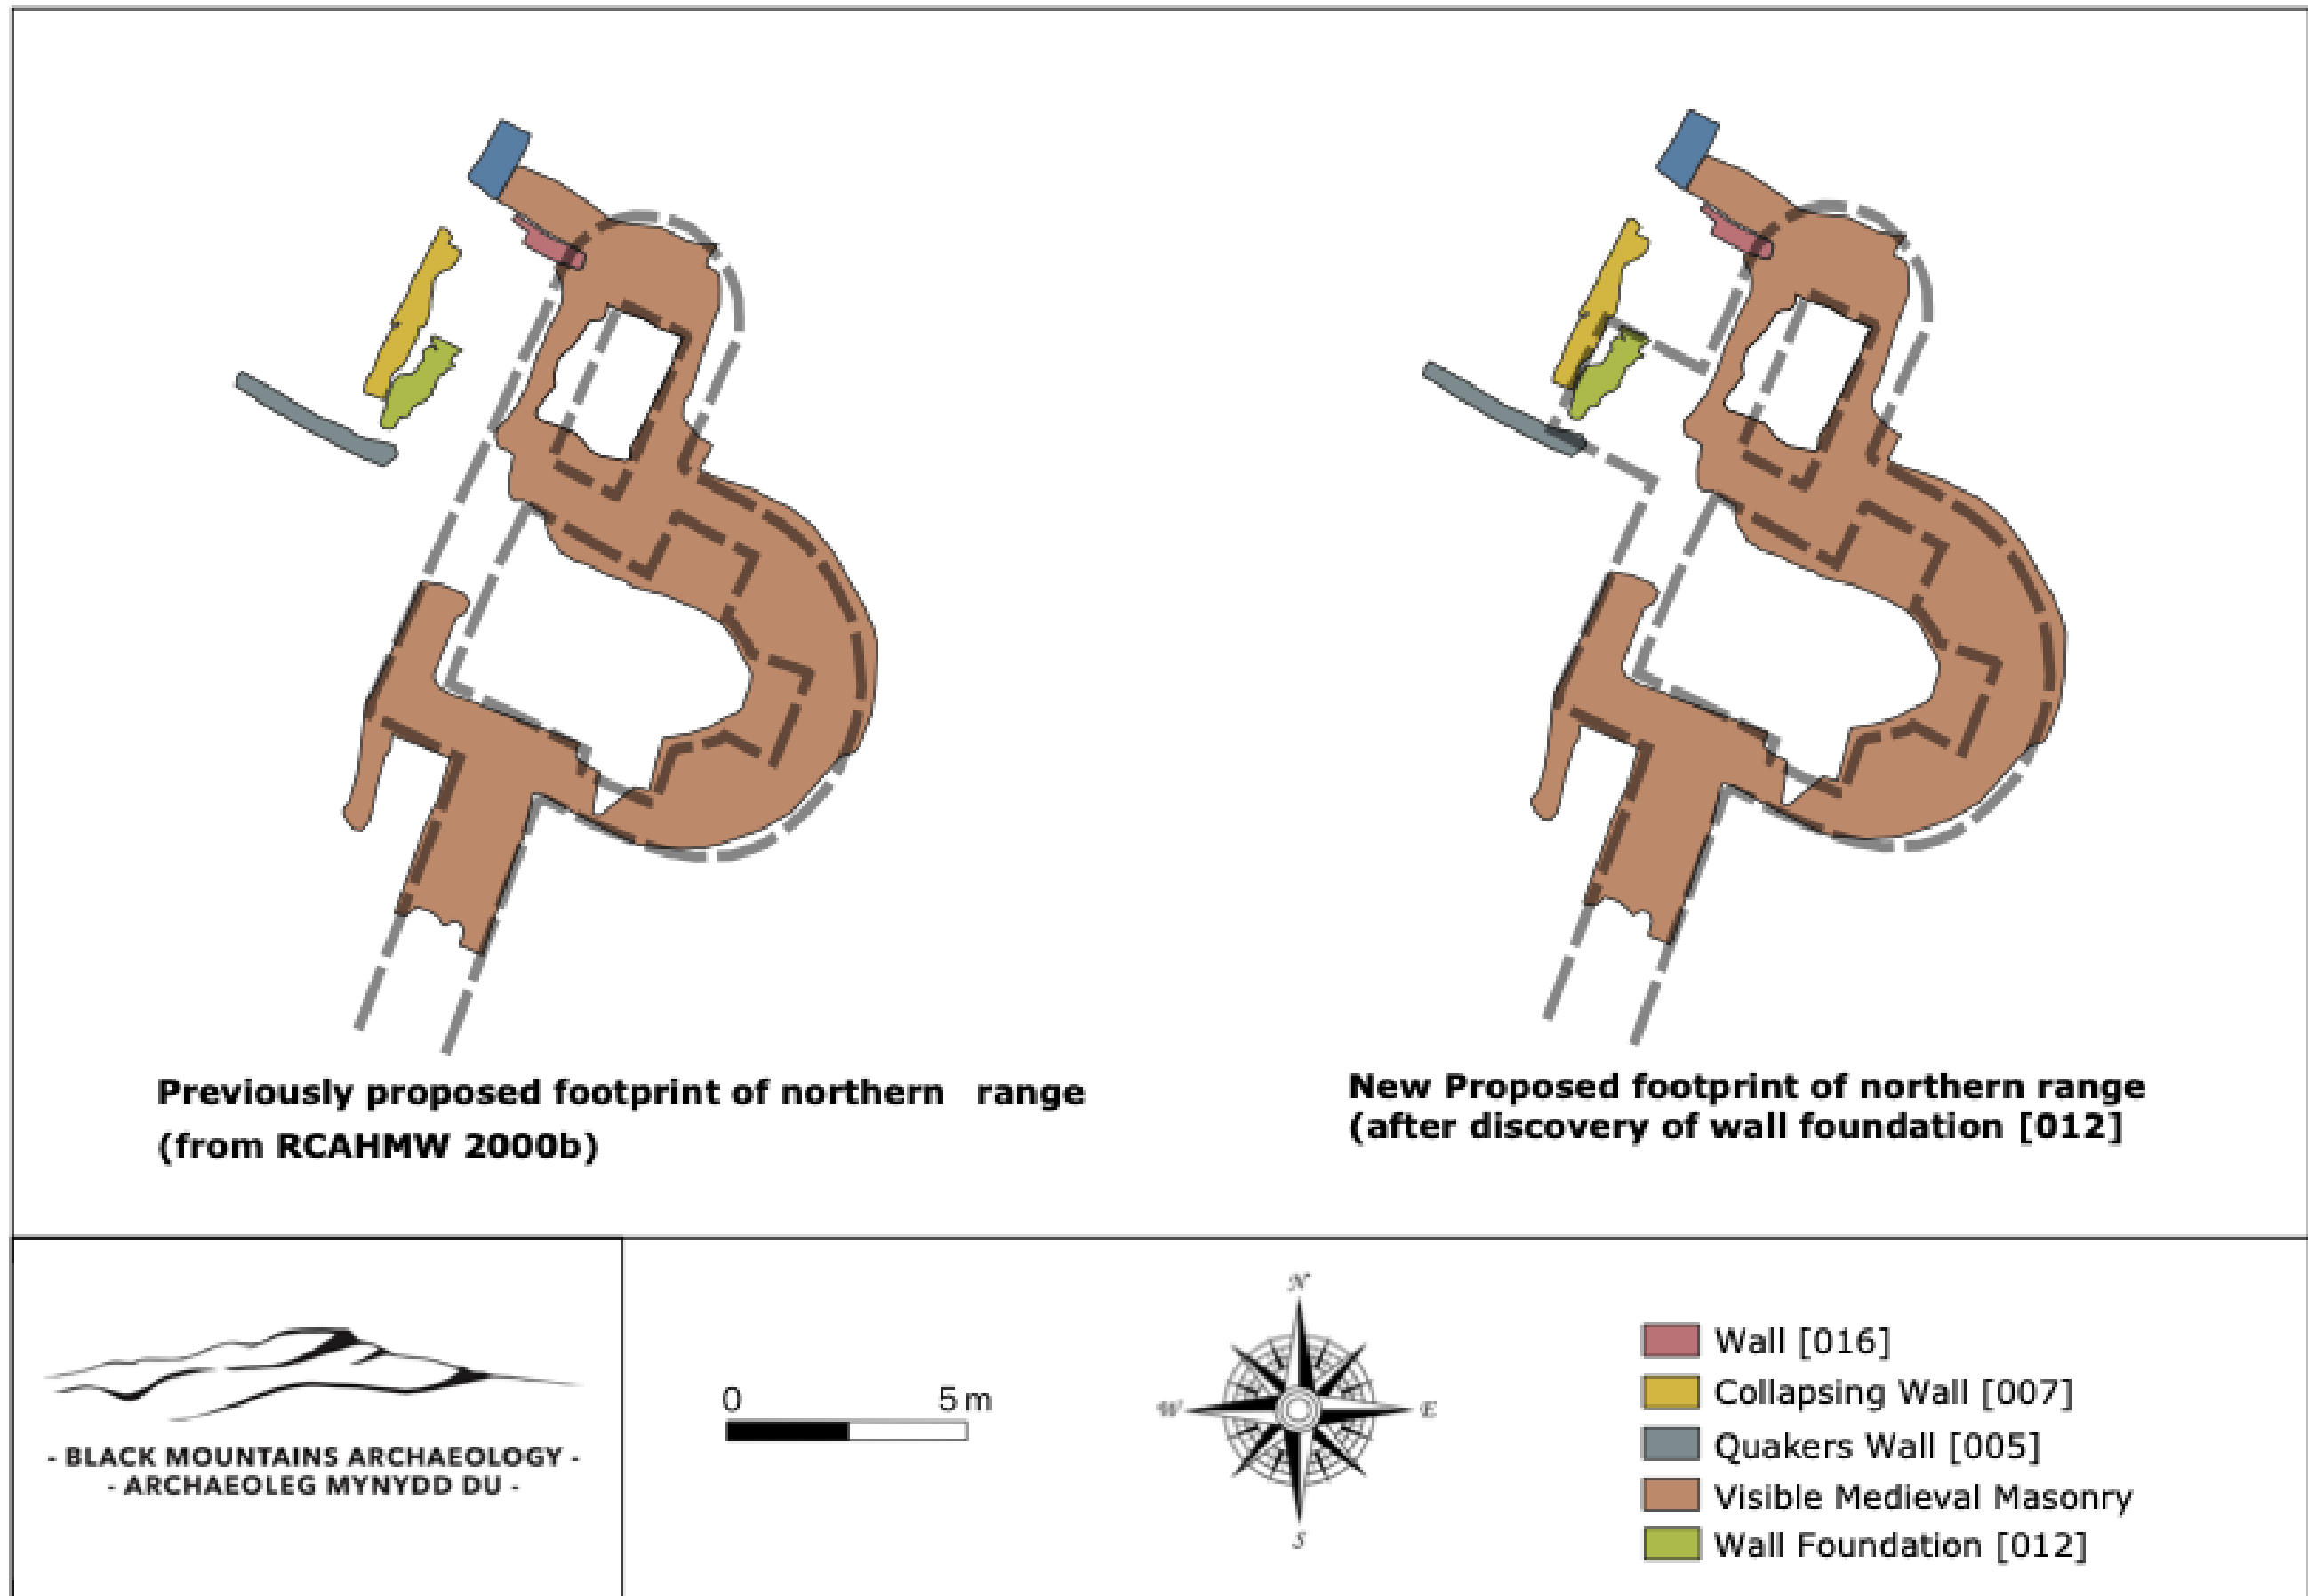 Previously proposed footprint of northern range
(from RCAHMW 2000b)
New Proposed footprint of northern range
(after discovery of wall foundation [012]
- BLACK MOUNTAINS ARCHAEOLOGY -
- ARCHAEOLEG MYNYDD DU -
0 5 m
N
W E
S
Wall [016]
Collapsing Wall [007]
Quakers Wall [005]
Visible Medieval Masonry
Wall Foundation [012]